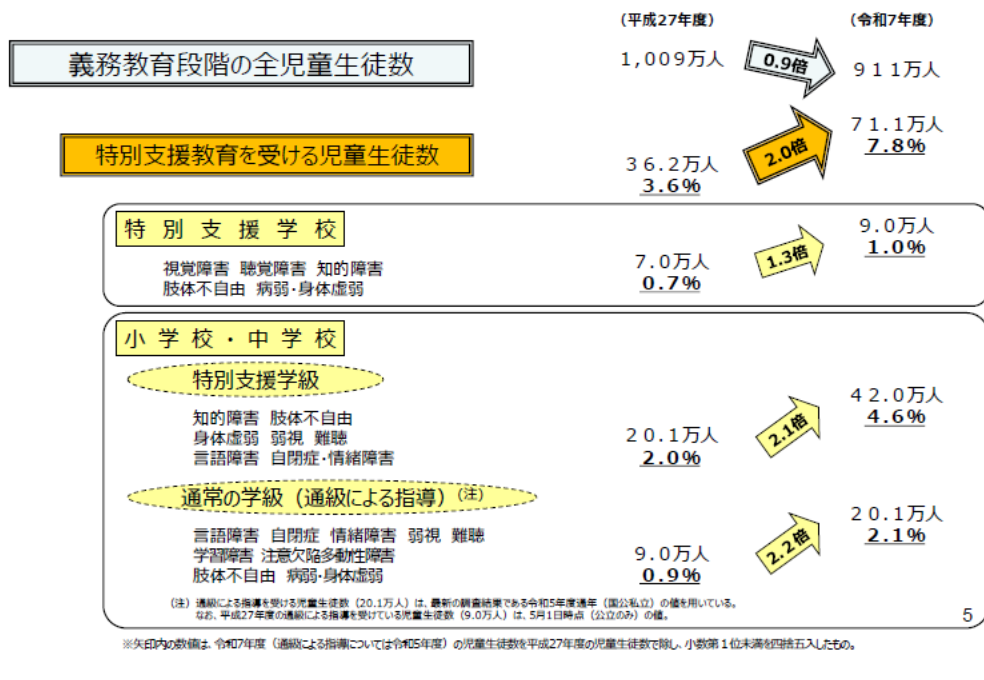 （平成27年度） （令和7年度）
義務教育段階の全児童生徒数 1,009万人 0.9倍 911万人
特別支援教育を受ける児童生徒数 36.2万人 2.0倍 71.1万人
3.6% 7.8%
特別支援学校 7.0万人 1.3倍 9.0万人
0.7% 1.0%
視覚障害 聴覚障害 知的障害
肢体不自由 病弱・身体虚弱
小学校・中学校
特別支援学級 20.1万人 2.1倍 42.0万人
2.0% 4.6%
知的障害 肢体不自由
身体虚弱 弱視 難聴
言語障害 自閉症・情緒障害
通常の学級（通級による指導）（注） 9.0万人 2.2倍 20.1万人
0.9% 2.1%
言語障害 自閉症 情緒障害 弱視 難聴
学習障害 注意欠陥多動性障害
肢体不自由 病弱・身体虚弱
（注）通級による指導を受ける児童生徒数（20.1万人）は、最新の調査結果である令和5年度通年（国公私立）の値を用いている。
なお、平成27年度の通級による指導を受けている児童生徒数（9.0万人）は、5月1日時点（公立のみ）の値。
5
※矢印内の数値は、令和7年度（通級による指導については令和5年度）の児童生徒数を平成27年度の児童生徒数で除し、小数第１位未満を四捨五入したもの。